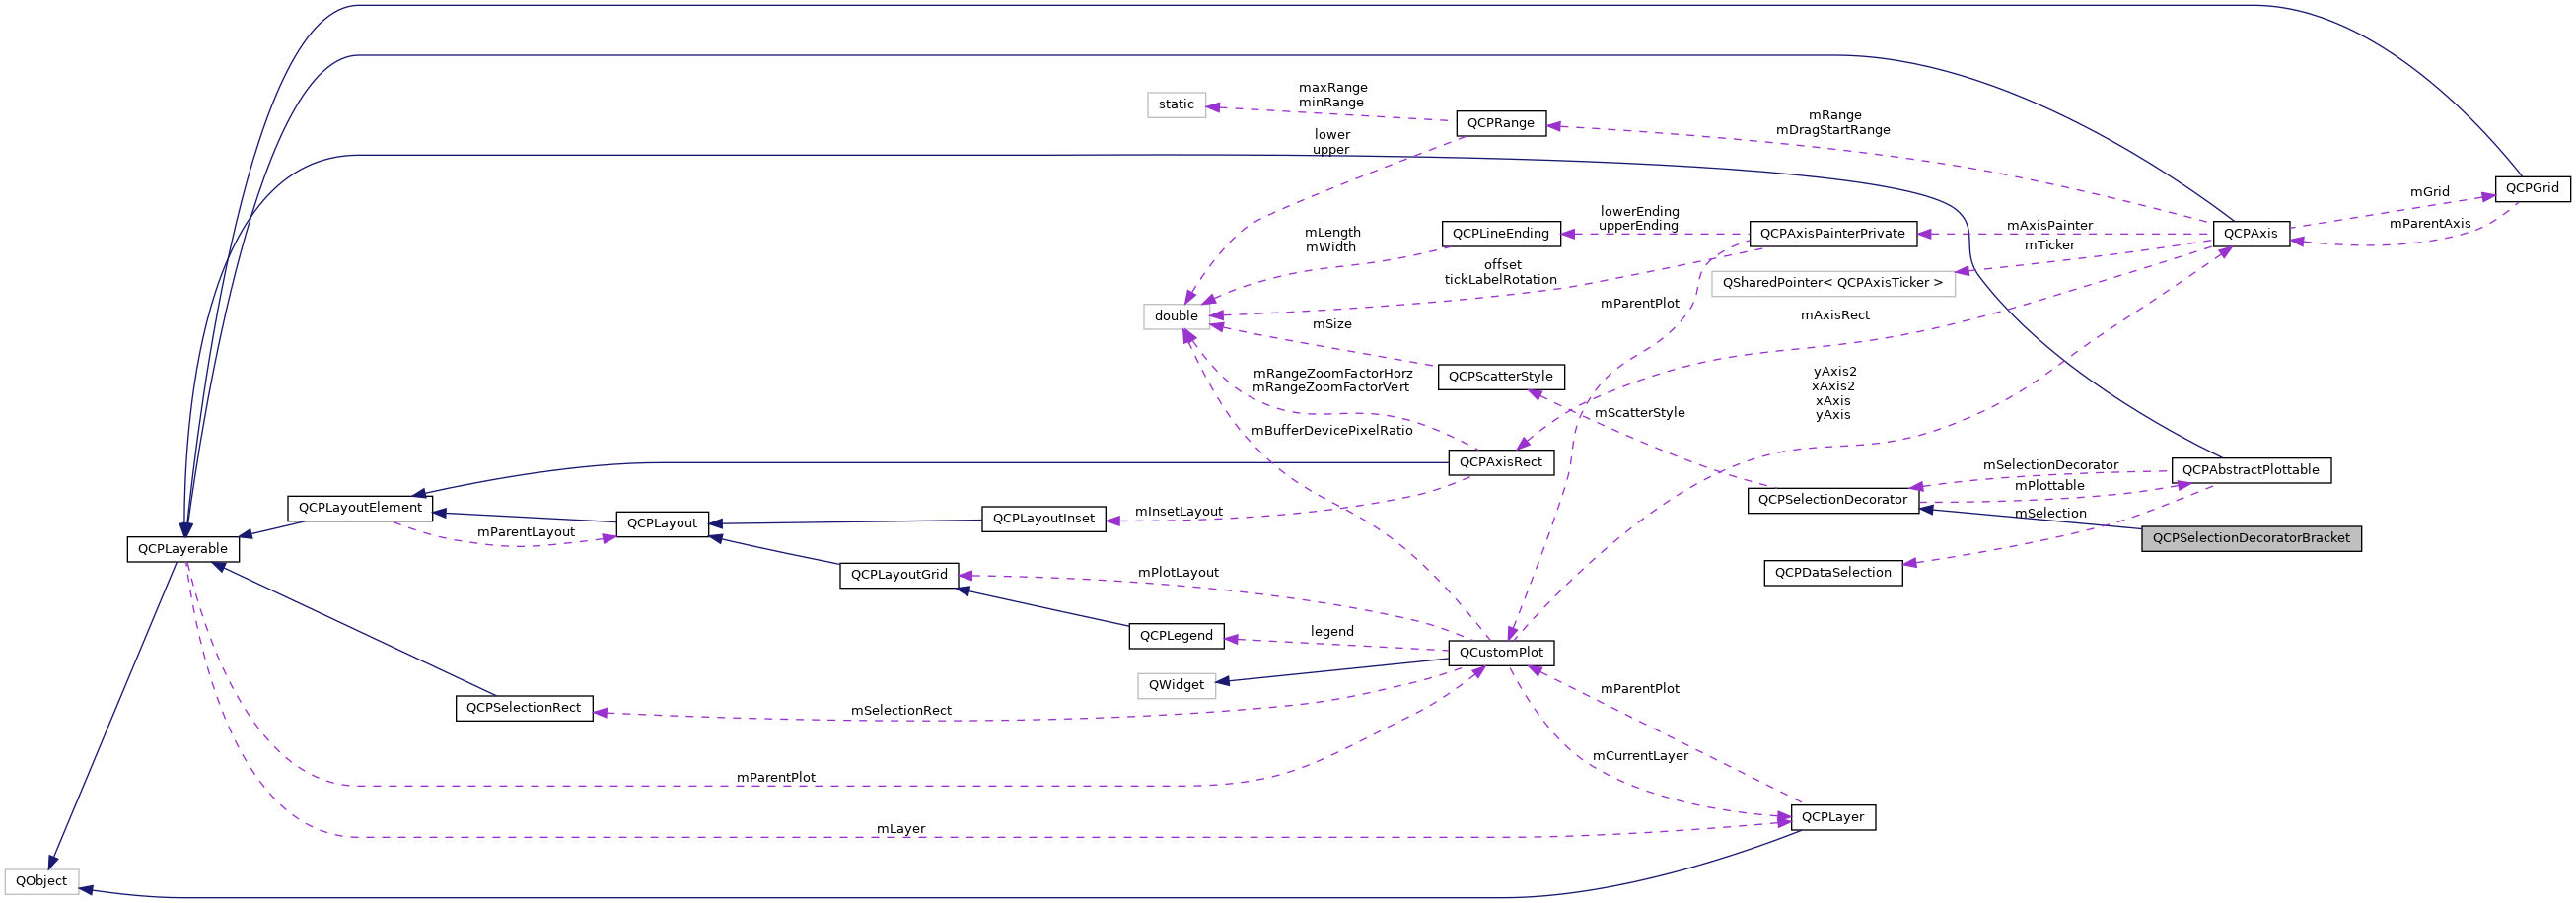 maxRange
minRange
static
QCPRange
mRange
mDragStartRange
lower
upper
QCPGrid
mGrid
mParentAxis
lowerEnding
upperEnding
mAxisPainter
mLength
mWidth
QCPLineEnding
QCPAxisPainterPrivate
QCPAxis
mTicker
offset
tickLabelRotation
QSharedPointer< QCPAxisTicker >
mParentPlot
double
mAxisRect
mSize
mRangeZoomFactorHorz
mRangeZoomFactorVert
QCPScatterStyle
yAxis2
xAxis2
xAxis
yAxis
mScatterStyle
mBufferDevicePixelRatio
QCPAxisRect
mSelectionDecorator
QCPAbstractPlottable
mPlottable
QCPSelectionDecorator
QCPLayoutElement
mInsetLayout
mSelection
QCPLayoutInset
QCPLayout
mParentLayout
QCPSelectionDecoratorBracket
QCPLayerable
QCPLayoutGrid
mPlotLayout
QCPDataSelection
legend
QCPLegend
QCustomPlot
QWidget
mParentPlot
QCPSelectionRect
mSelectionRect
mCurrentLayer
mParentPlot
QCPLayer
mLayer
QObject